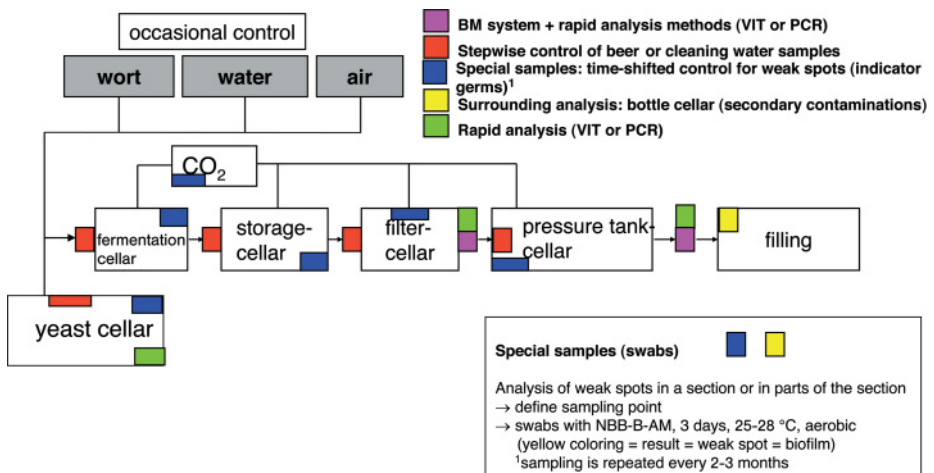 occasional control
wort
water
air
BM system + rapid analysis methods (VIT or PCR)
Stepwise control of beer or cleaning water samples
Special samples: time-shifted control for weak spots (indicator
germs)¹
Surrounding analysis: bottle cellar (secondary contaminations)
Rapid analysis (VIT or PCR)
CO₂
fermentation
cellar
storage-
cellar
filter-
cellar
pressure tank-
cellar
filling
yeast cellar
Special samples (swabs)
Analysis of weak spots in a section or in parts of the section
→ define sampling point
→ swabs with NBB-B-AM, 3 days, 25-28 °C, aerobic
(yellow coloring = result = weak spot = biofilm)
¹sampling is repeated every 2-3 months